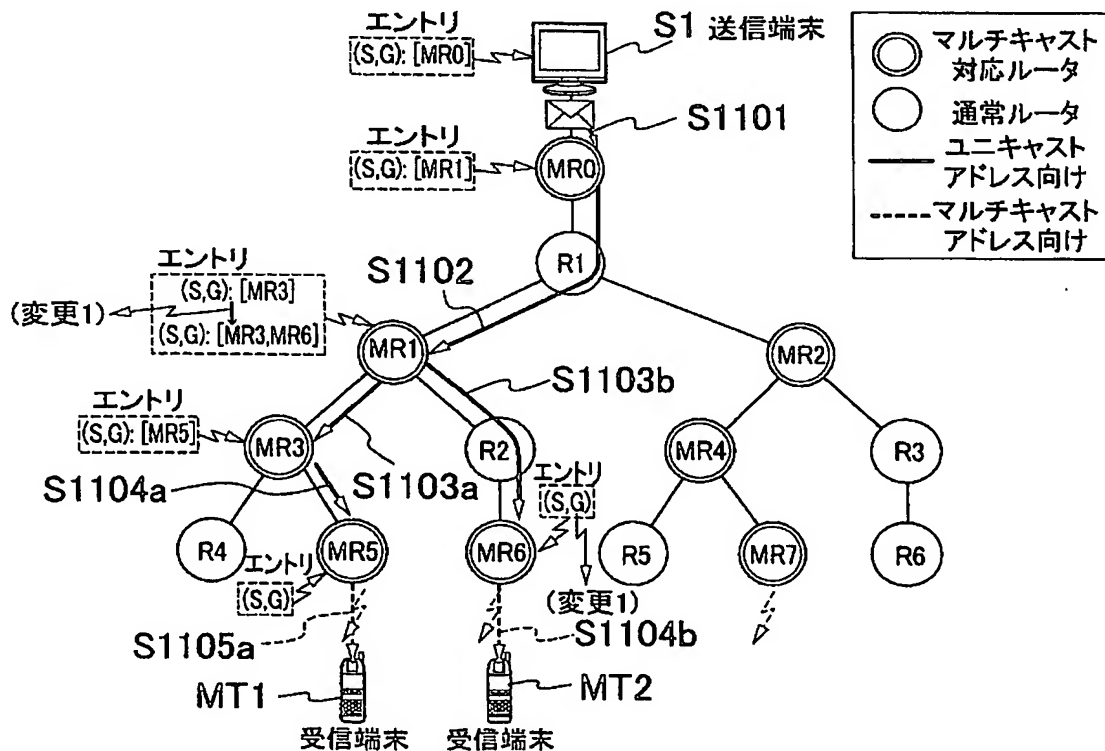 エントリ
(S,G): [MR0]
S1 送信端末
S1101
エントリ
(S,G): [MR1]
MR0
マルチキャスト
対応ルータ
通常ルータ
ユニキャスト
アドレス向け
マルチキャスト
アドレス向け
R1
エントリ
S1102
(変更1)
(S,G): [MR3]
(S,G): [MR3,MR6]
MR1
MR2
S1103b
エントリ
(S,G): [MR5]
MR3
R2
MR4
R3
S1104a
S1103a
エントリ
(S,G)
R4
MR5
MR6
R5
MR7
R6
エントリ
(S,G)
(変更1)
S1105a
S1104b
MT1
MT2
受信端末
受信端末